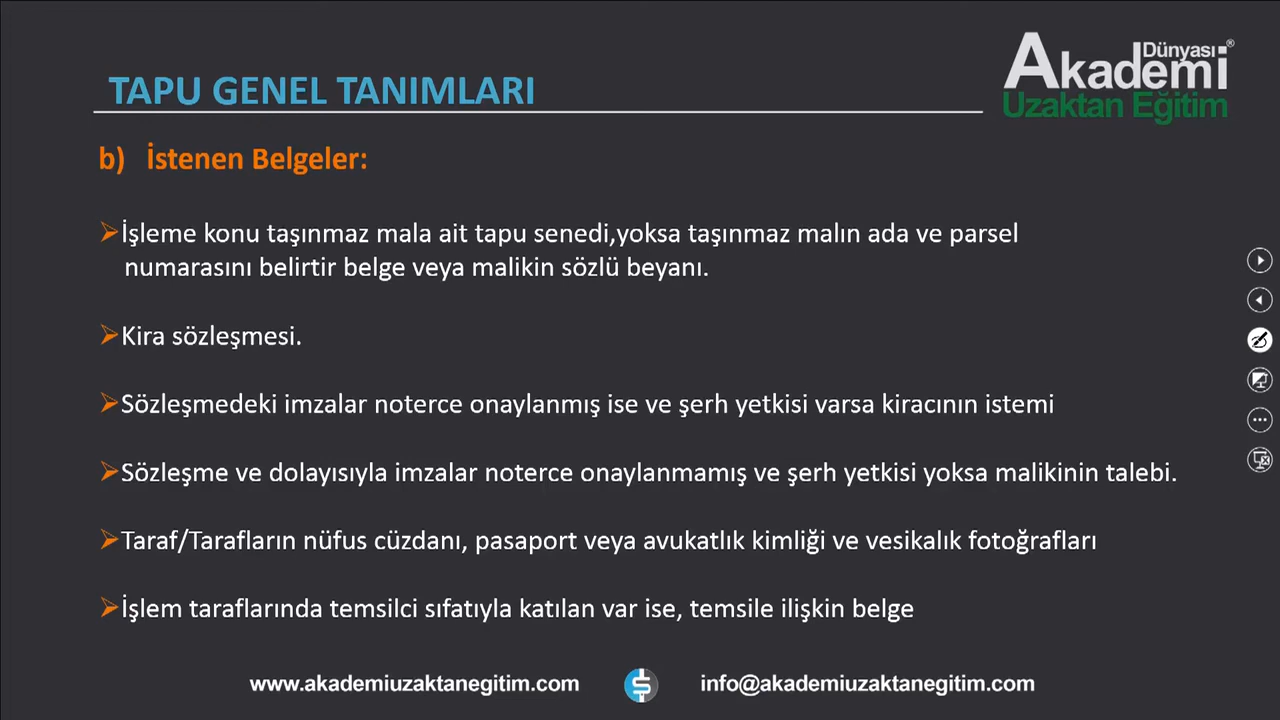 Akademi Dünyası®
Uzaktan Eğitim
TAPU GENEL TANIMLARI
b) İstenen Belgeler:
İşleme konu taşınmaz mala ait tapu senedi,yoksa taşınmaz malın ada ve parsel
numarasını belirtir belge veya malikin sözlü beyanı.
Kira sözleşmesi.
Sözleşmedeki imzalar noterce onaylanmış ise ve şerh yetkisi varsa kiracının istemi
Sözleşme ve dolayısıyla imzalar noterce onaylanmamış ve şerh yetkisi yoksa malikinin talebi.
Taraf/Tarafların nüfus cüzdanı, pasaport veya avukatlık kimliği ve vesikalık fotoğrafları
İşlem taraflarında temsilci sıfatıyla katılan var ise, temsile ilişkin belge
www.akademiuzaktanegitim.com
info@akademiuzaktanegitim.com